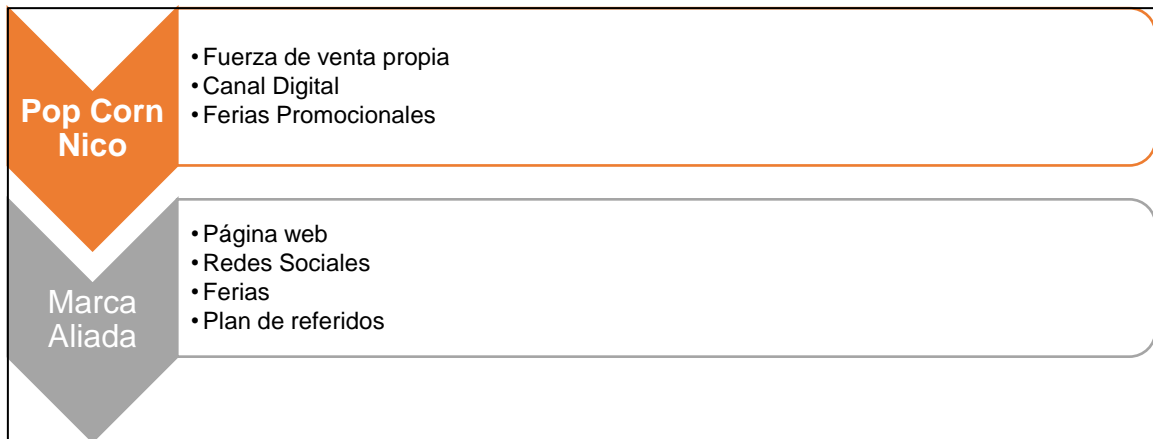 Pop Corn
Nico
• Fuerza de venta propia
• Canal Digital
• Ferias Promocionales
Marca
Aliada
• Página web
• Redes Sociales
• Ferias
• Plan de referidos